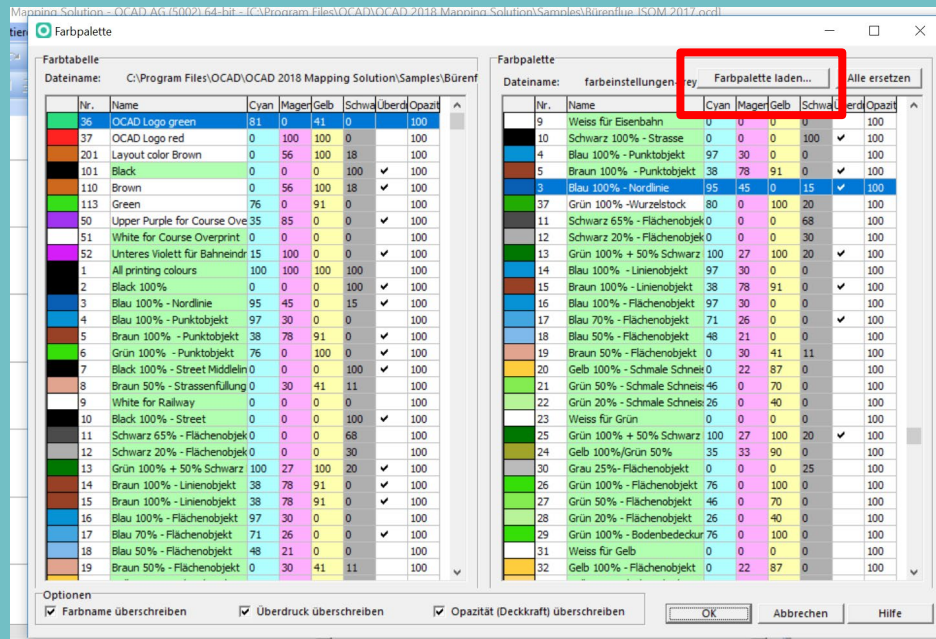 Mapping Solution - OCAD AG (5002) 64-bit - [C:\Program Files\OCAD\OCAD 2018 Mapping Solution\Samples\Bürenflue ISOM 2017.ocd]
Farbpalette
Farbtabelle
Dateiname: C:\Program Files\OCAD\OCAD 2018 Mapping Solution\Samples\Bürenf
Nr. Name Cyan Magen Gelb Schwa Überdi Opazit
36 OCAD Logo green 81 0 41 0 100
37 OCAD Logo red 0 100 100 0 100
201 Layout color Brown 0 56 100 18 100
101 Black 0 0 0 100 ✔ 100
110 Brown 0 56 100 18 ✔ 100
113 Green 76 0 91 0 100
50 Upper Purple for Course Ove 35 85 0 0 ✔ 100
51 White for Course Overprint 0 0 0 0 100
52 Unteres Violett für Bahneindr 15 100 0 0 ✔ 100
1 All printing colours 100 100 100 100 100
2 Black 100% 0 0 0 100 ✔ 100
3 Blau 100% - Nordlinie 95 45 0 15 ✔ 100
4 Blau 100% - Punktobjekt 97 30 0 0 ✔ 100
5 Braun 100% - Punktobjekt 38 78 91 0 ✔ 100
6 Grün 100% - Punktobjekt 76 0 100 0 ✔ 100
7 Black 100% - Street Middlelin 0 0 0 100 ✔ 100
8 Braun 50% - Strassenfüllung 0 30 41 11 100
9 White for Railway 0 0 0 0 100
10 Black 100% - Street 0 0 0 100 ✔ 100
11 Schwarz 65% - Flächenobjek 0 0 0 68 100
12 Schwarz 20% - Flächenobjek 0 0 0 30 100
13 Grün 100% + 50% Schwarz 100 27 100 20 ✔ 100
14 Braun 100% - Linienobjekt 38 78 91 0 ✔ 100
15 Braun 100% - Linienobjekt 38 78 91 0 ✔ 100
16 Blau 100% - Flächenobjekt 97 30 0 0 100
17 Blau 70% - Flächenobjekt 71 26 0 0 ✔ 100
18 Blau 50% - Flächenobjekt 48 21 0 0 100
19 Braun 50% - Flächenobjekt 0 30 41 11 100
Farbpalette
Dateiname: farbeinstellungen- rey Farbpalette laden... Alle ersetzen
Nr. Name Cyan Magen Gelb Schwa Überdi Opazit
9 Weiss für Eisenbahn 0 0 0 0 100
10 Schwarz 100% - Strasse 0 0 0 100 ✔ 100
4 Blau 100% - Punktobjekt 97 30 0 0 100
5 Braun 100% - Punktobjekt 38 78 91 0 ✔ 100
3 Blau 100% - Nordlinie 95 45 0 15 ✔ 100
37 Grün 100% -Wurzelstock 80 0 100 20 100
11 Schwarz 65% - Flächenobjek 0 0 0 68 100
12 Schwarz 20% - Flächenobjek 0 0 0 30 100
13 Grün 100% + 50% Schwarz 100 27 100 20 ✔ 100
14 Blau 100% - Linienobjekt 97 30 0 0 100
15 Braun 100% - Linienobjekt 38 78 91 0 ✔ 100
16 Blau 100% - Flächenobjekt 97 30 0 0 100
17 Blau 70% - Flächenobjekt 71 26 0 0 ✔ 100
18 Blau 50% - Flächenobjekt 48 21 0 0 100
19 Braun 50% - Flächenobjekt 0 30 41 11 100
20 Gelb 100% - Schmale Schneis 0 22 87 0 100
21 Grün 50% - Schmale Schneis 46 0 70 0 100
22 Grün 20% - Schmale Schneis 26 0 40 0 100
23 Weiss für Grün 0 0 0 0 100
25 Grün 100% + 50% Schwarz 100 27 100 20 ✔ 100
24 Gelb 100%/Grün 50% 35 33 90 0 100
30 Grau 25%- Flächenobjekt 0 0 0 25 100
26 Grün 100% - Flächenobjekt 76 0 100 0 100
27 Grün 50% - Flächenobjekt 46 0 70 0 100
28 Grün 20% - Flächenobjekt 26 0 40 0 100
29 Grün 100% - Bodenbedeckur 76 0 100 0 100
31 Weiss für Gelb 0 0 0 0 100
32 Gelb 100% - Flächenobjekt 0 22 87 0 100
Optionen
✔ Farbname überschreiben ✔ Überdruck überschreiben ✔ Opazität (Deckkraft) überschreiben
OK Abbrechen Hilfe